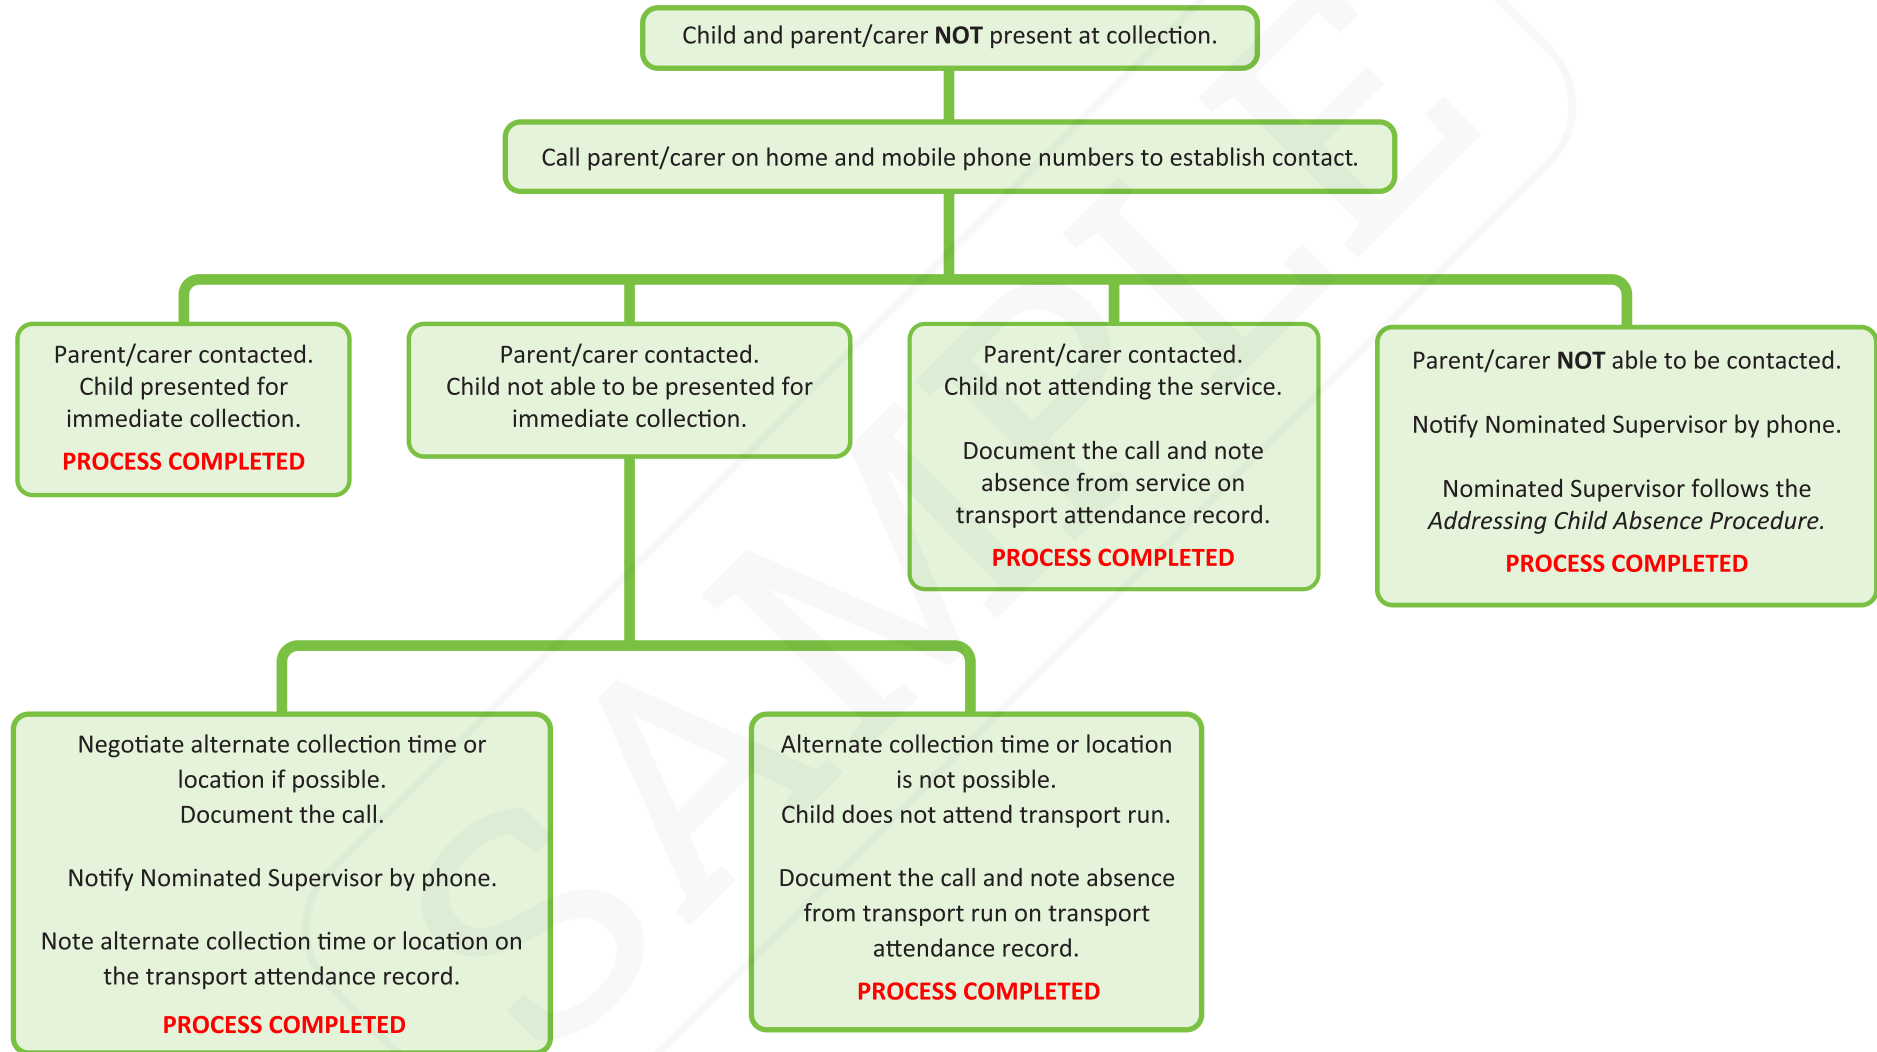 Child and parent/carer NOT present at collection.
Call parent/carer on home and mobile phone numbers to establish contact.
Parent/carer contacted.
Child presented for
immediate collection.
PROCESS COMPLETED
Parent/carer contacted.
Child not able to be presented for
immediate collection.
Parent/carer contacted.
Child not attending the service.
Document the call and note
absence from service on
transport attendance record.
PROCESS COMPLETED
Parent/carer NOT able to be contacted.
Notify Nominated Supervisor by phone.
Nominated Supervisor follows the
Addressing Child Absence Procedure.
PROCESS COMPLETED
Negotiate alternate collection time or
location if possible.
Document the call.
Notify Nominated Supervisor by phone.
Note alternate collection time or location on
the transport attendance record.
PROCESS COMPLETED
Alternate collection time or location
is not possible.
Child does not attend transport run.
Document the call and note absence
from transport run on transport
attendance record.
PROCESS COMPLETED
SAMPLE